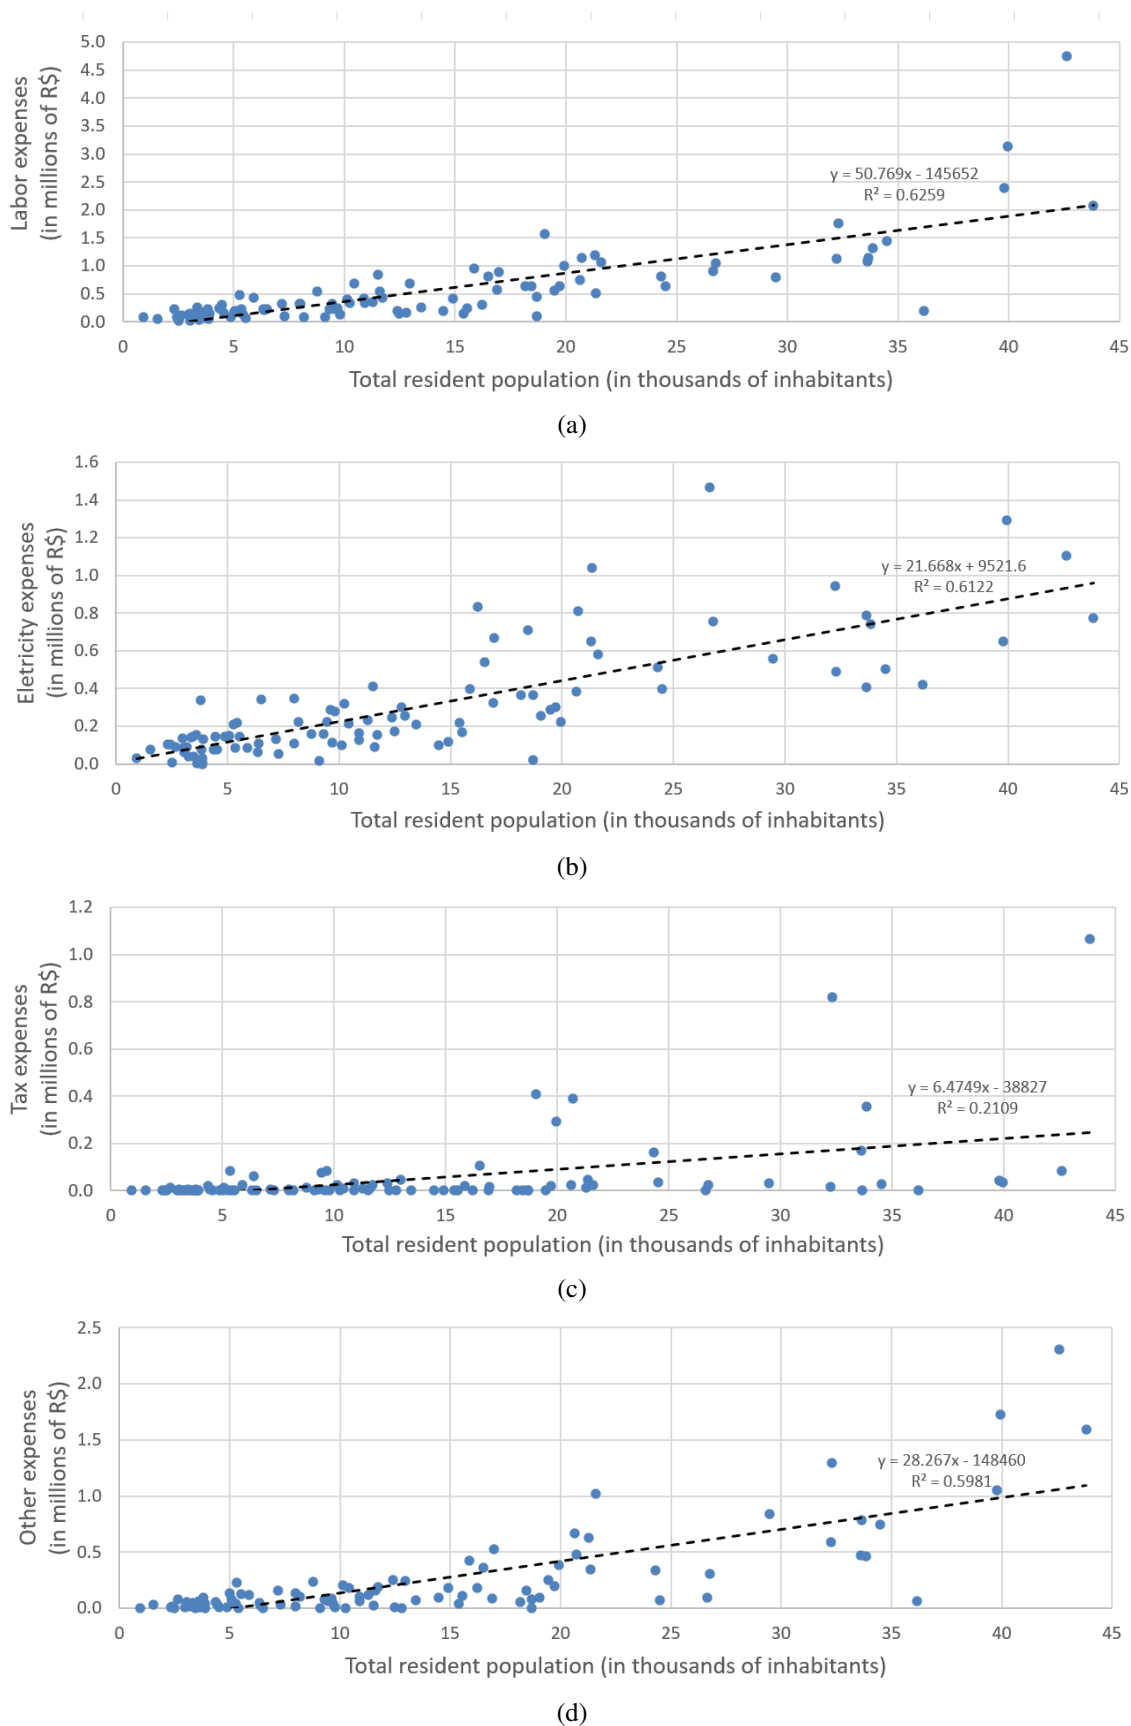 Labor expenses
(in millions of R$)
5.0
4.5
4.0
3.5
3.0
2.5
2.0
1.5
1.0
0.5
0.0
y = 50.769x - 145652
R² = 0.6259
0 5 10 15 20 25 30 35 40 45
Total resident population (in thousands of inhabitants)
(a)
Eletricity expenses
(in millions of R$)
1.6
1.4
1.2
1.0
0.8
0.6
0.4
0.2
0.0
y = 21.668x + 9521.6
R² = 0.6122
0 5 10 15 20 25 30 35 40 45
Total resident population (in thousands of inhabitants)
(b)
Tax expenses
(in millions of R$)
1.2
1.0
0.8
0.6
0.4
0.2
0.0
y = 6.4749x - 38827
R² = 0.2109
0 5 10 15 20 25 30 35 40 45
Total resident population (in thousands of inhabitants)
(c)
Other expenses
(in millions of R$)
2.5
2.0
1.5
1.0
0.5
0.0
y = 28.267x - 148460
R² = 0.5981
0 5 10 15 20 25 30 35 40 45
Total resident population (in thousands of inhabitants)
(d)